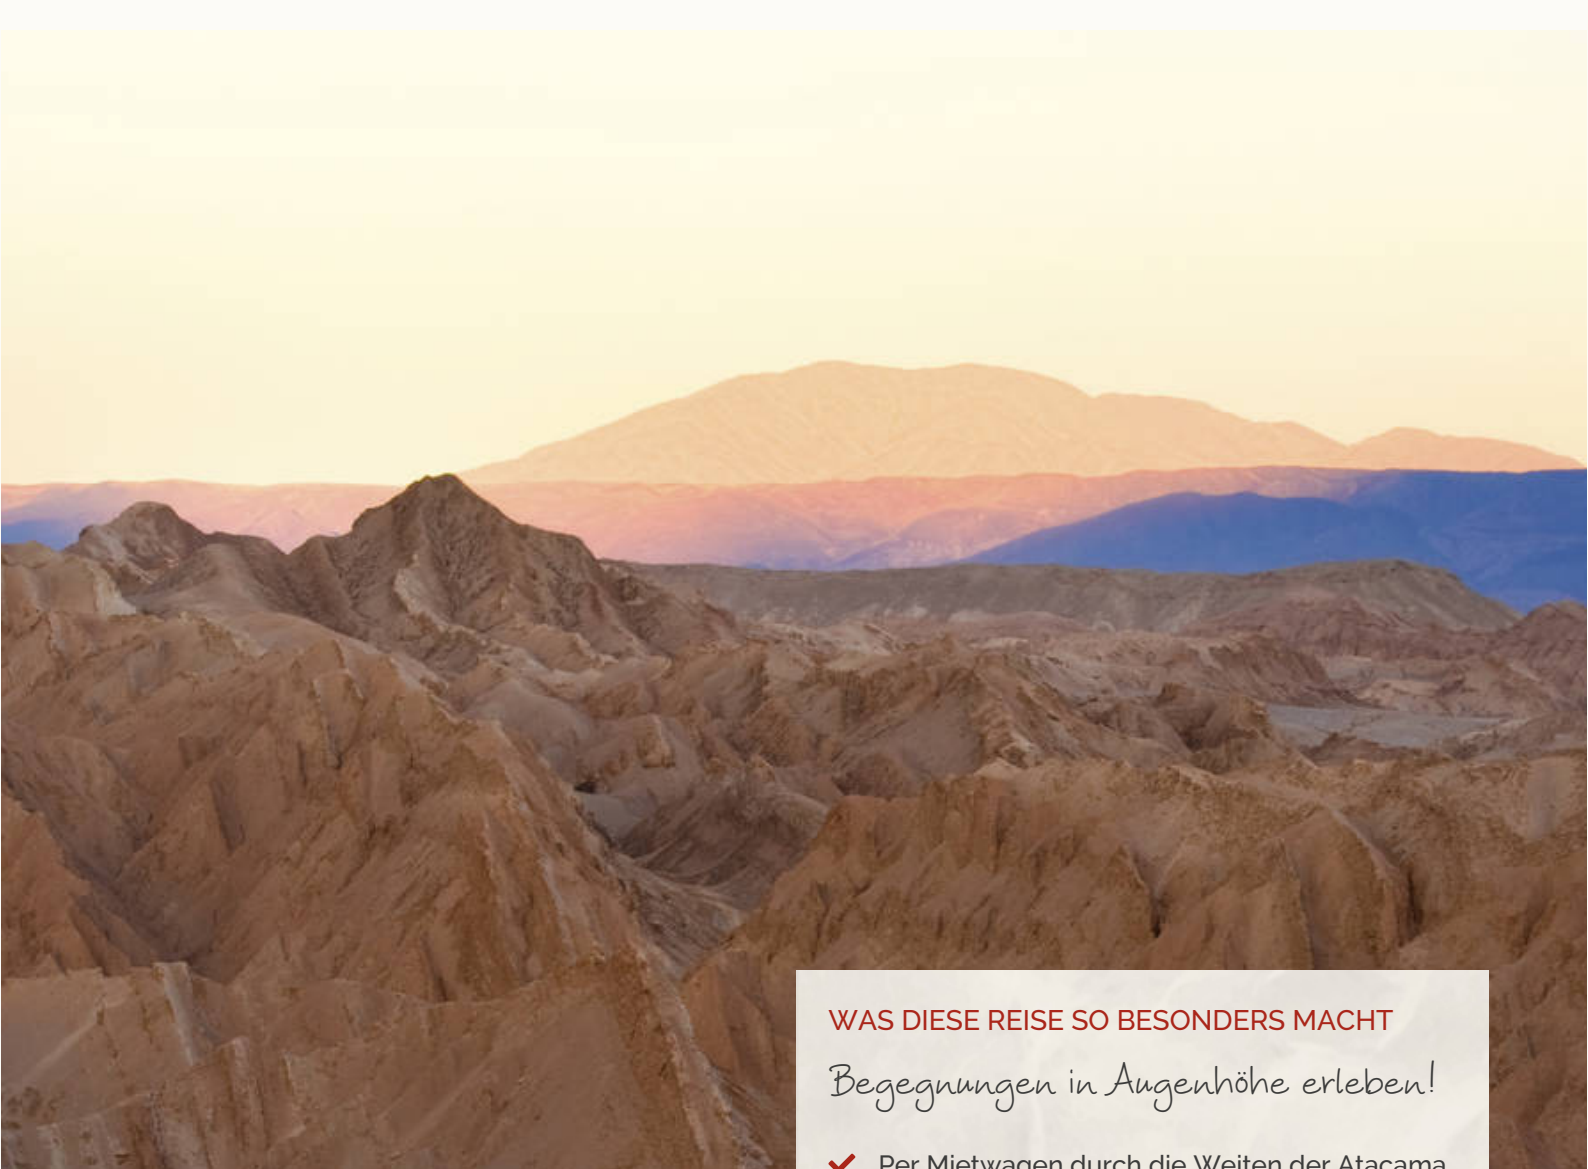 WAS DIESE REISE SO BESONDERS MACHT
Begegnungen in Augenhöhe erleben!
Per Mietwagen durch die Weiten der Atacama